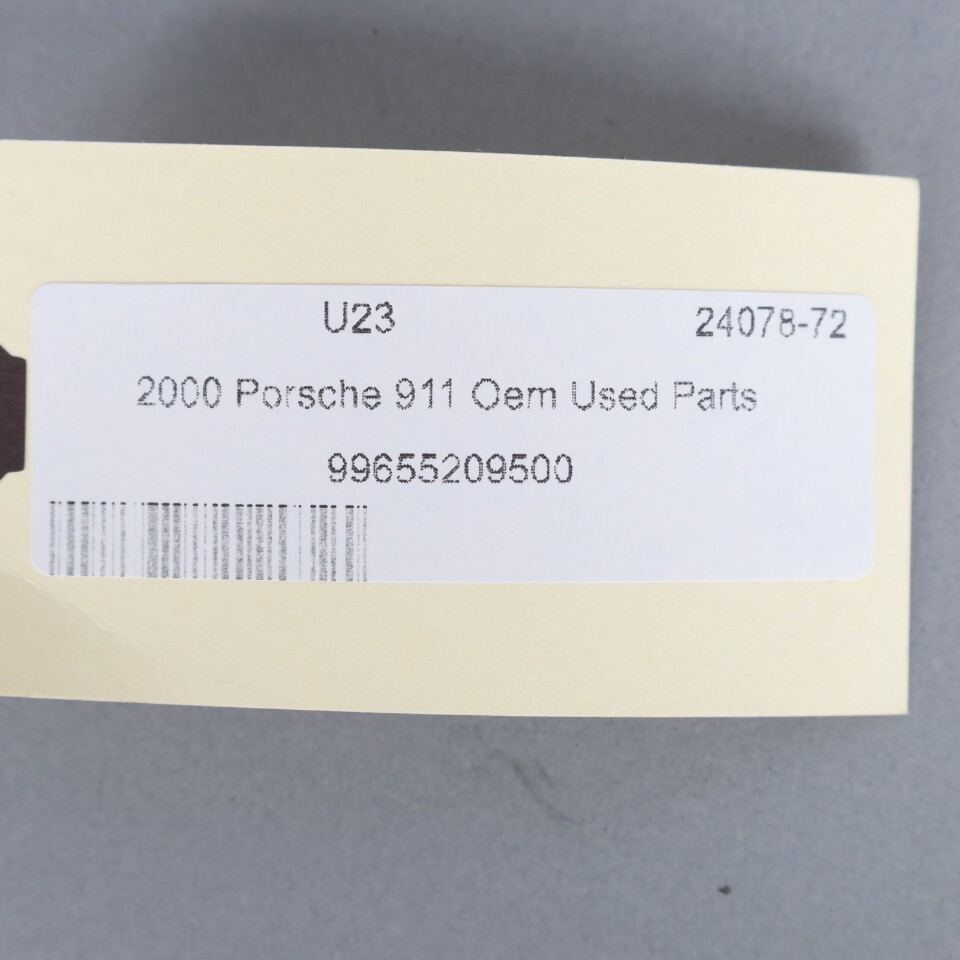 U23 24078-72
2000 Porsche 911 Oem Used Parts
99655209500